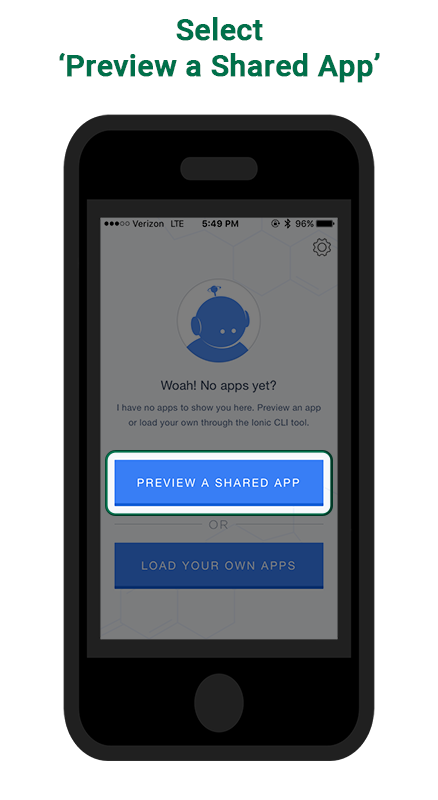 Select
‘Preview a Shared App’
Verizon LTE 5:49 PM 96%
Woah! No apps yet?
I have no apps to show you here. Preview an app
or load your own through the Ionic CLI tool.
PREVIEW A SHARED APP
OR
LOAD YOUR OWN APPS